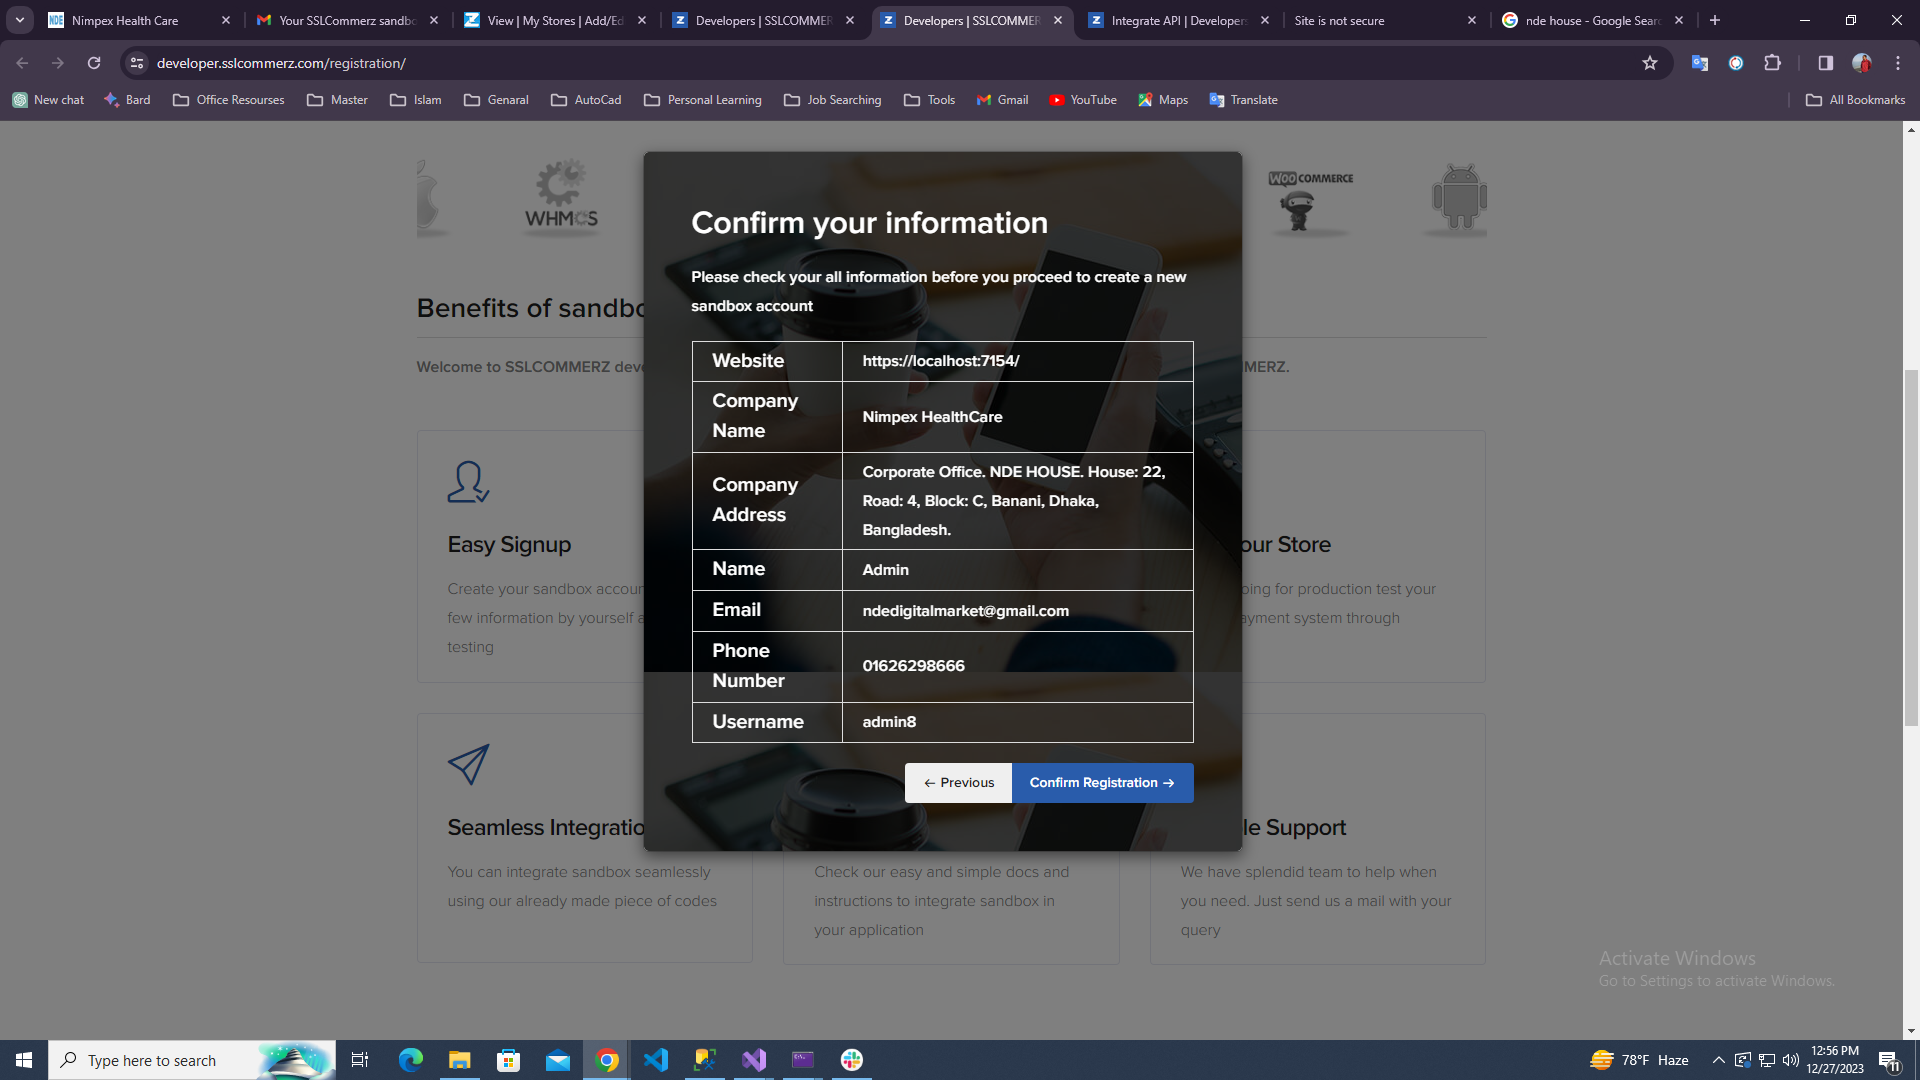 Nimpex Health Care
Your SSLCommerz sandbo
View | My Stores | Add/Ed
Developers | SSLCOMMER
Developers | SSLCOMMER
Integrate API | Developers
Site is not secure
nde house - Google Searc
developer.sslcommerz.com/registration/
New chat
Bard
Office Resourses
Master
Islam
Genaral
AutoCad
Personal Learning
Job Searching
Tools
Gmail
YouTube
Maps
Translate
All Bookmarks
WHMCS
WOO COMMERCE
Benefits of sandbo
Welcome to SSLCOMMERZ deve
MERZ.
Confirm your information
Please check your all information before you proceed to create a new
sandbox account
Website
https://localhost:7154/
Company
Name
Nimpex HealthCare
Company
Address
Corporate Office. NDE HOUSE. House: 22,
Road: 4, Block: C, Banani, Dhaka,
Bangladesh.
Name
Admin
Email
ndedigitalmarket@gmail.com
Phone
Number
01626298666
Username
admin8
← Previous
Confirm Registration →
Easy Signup
Create your sandbox accoun
few information by yourself a
testing
our Store
ing for production test your
ayment system through
Seamless Integratio
You can integrate sandbox seamlessly
using our already made piece of codes
Check our easy and simple docs and
instructions to integrate sandbox in
your application
le Support
We have splendid team to help when
you need. Just send us a mail with your
query
Activate Windows
Go to Settings to activate Windows.
Type here to search
78°F Haze
12:56 PM
12/27/2023
11